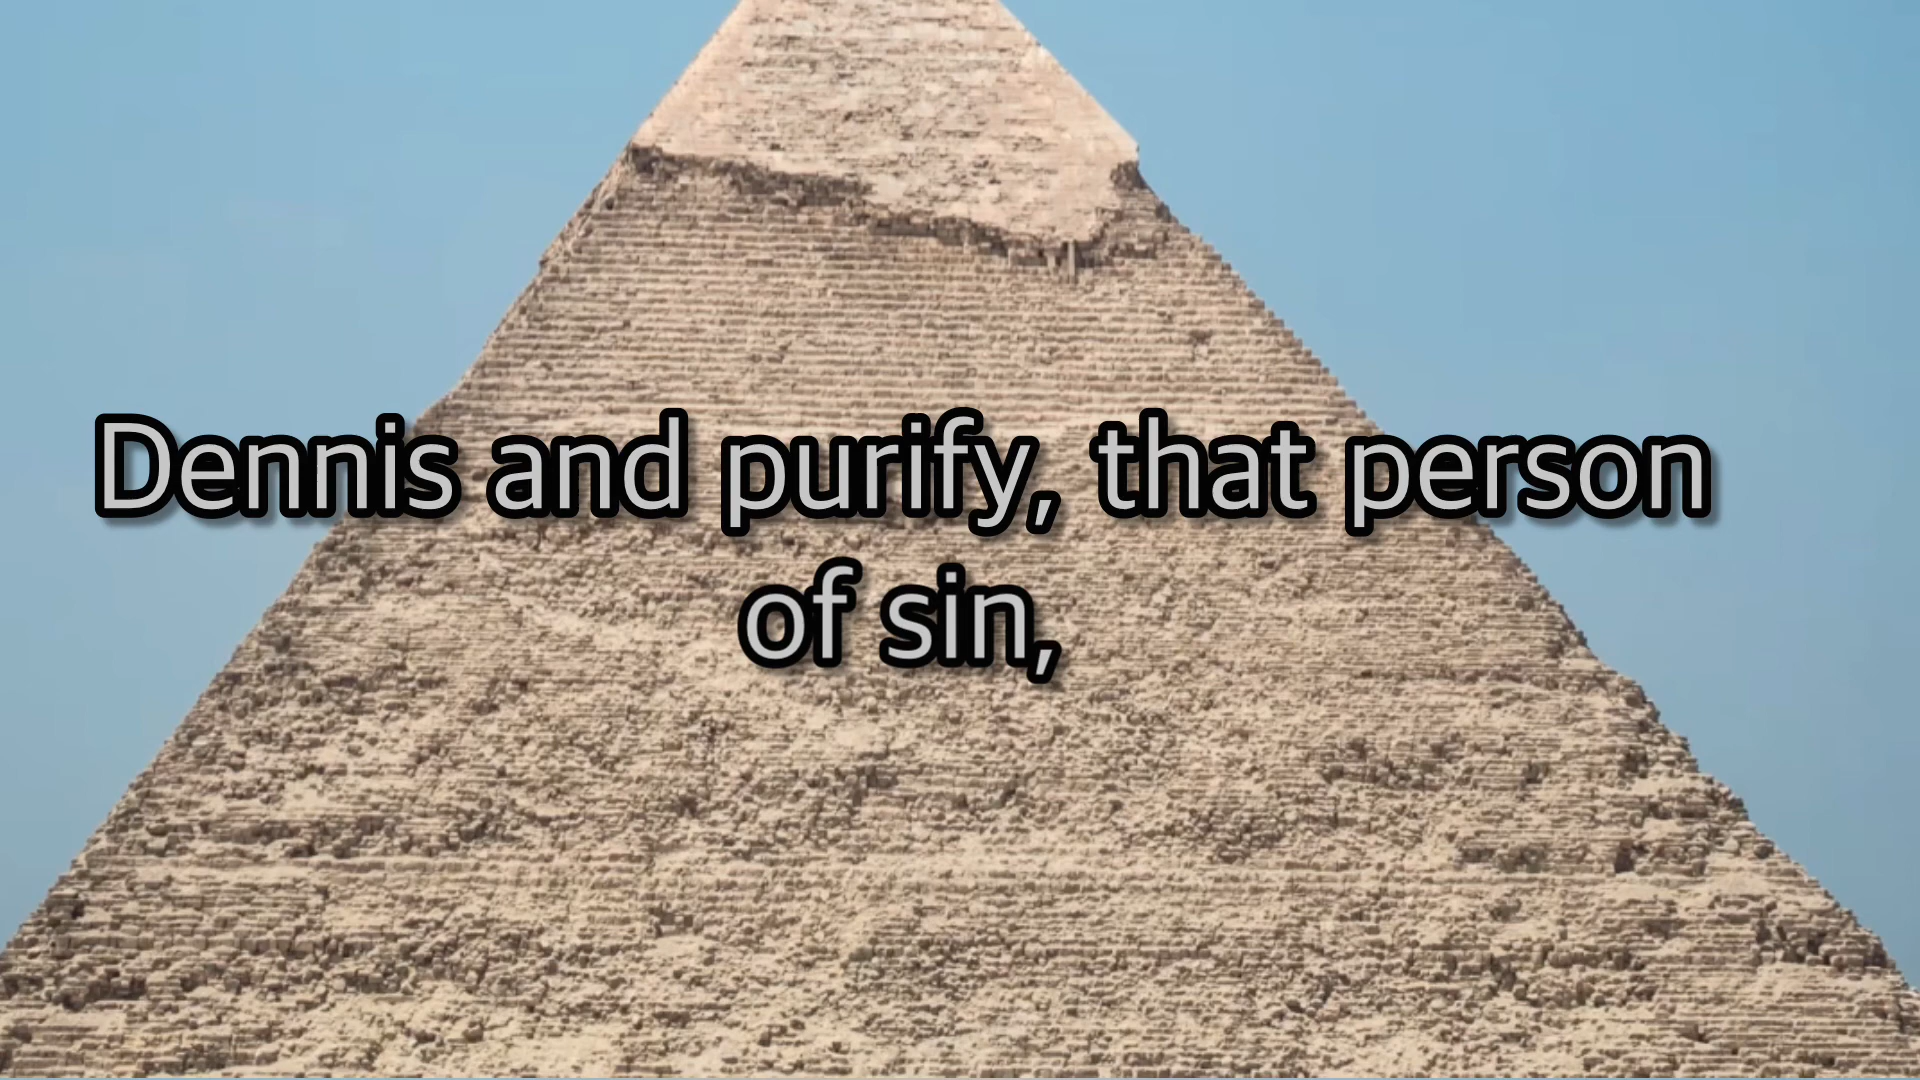 Dennis and purify, that person
of sin,